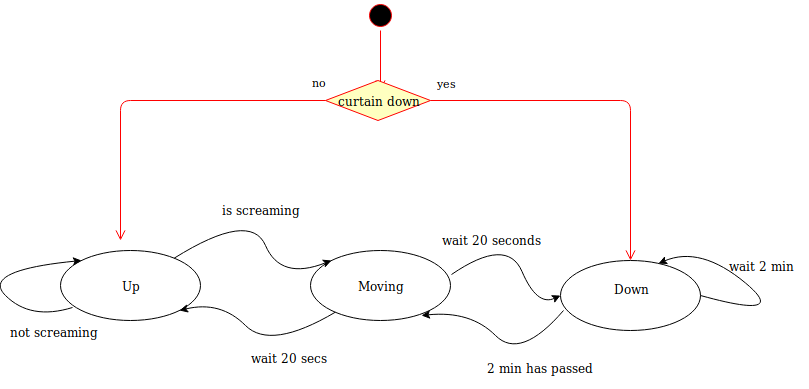 no
yes
curtain down
is screaming
wait 20 seconds
wait 2 min
Up
Moving
Down
not screaming
wait 20 secs
2 min has passed